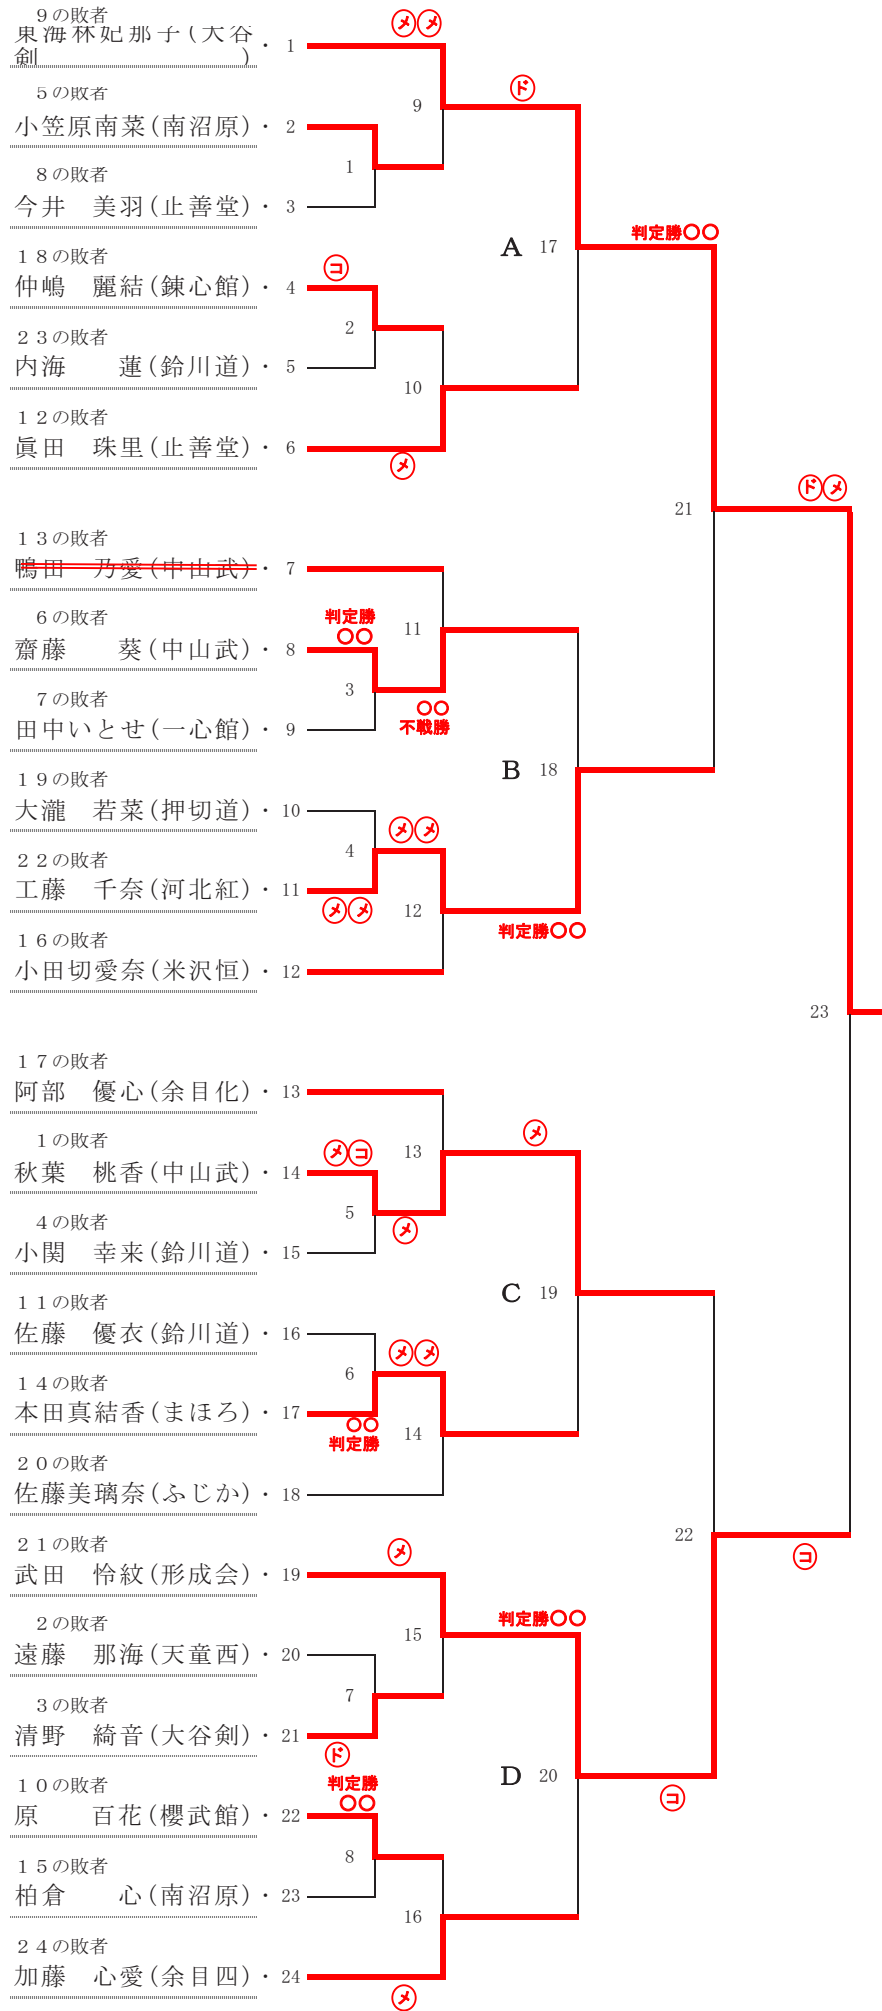 ９の敗者
東海林妃那子(大谷
剣　　　　　　　)
・ 1
５の敗者
小笠原南菜(南沼原)・ 2
８の敗者
今井　美羽(止善堂)・ 3
１８の敗者
仲嶋　麗結(錬心館)・ 4
２３の敗者
内海　　蓮(鈴川道)・ 5
１２の敗者
眞田　珠里(止善堂)・ 6
１３の敗者
鴨田　乃愛(中山武)・ 7
６の敗者
齋藤　　葵(中山武)・ 8
７の敗者
田中いとせ(一心館)・ 9
１９の敗者
大瀧　若菜(押切道)・ 10
２２の敗者
工藤　千奈(河北紅)・ 11
１６の敗者
小田切愛奈(米沢恒)・ 12
１７の敗者
阿部　優心(余目化)・ 13
１の敗者
秋葉　桃香(中山武)・ 14
４の敗者
小関　幸来(鈴川道)・ 15
１１の敗者
佐藤　優衣(鈴川道)・ 16
１４の敗者
本田真結香(まほろ)・ 17
２０の敗者
佐藤美璃奈(ふじか)・ 18
２１の敗者
武田　怜紋(形成会)・ 19
２の敗者
遠藤　那海(天童西)・ 20
３の敗者
清野　綺音(大谷剣)・ 21
１０の敗者
原　　百花(櫻武館)・ 22
１５の敗者
柏倉　　心(南沼原)・ 23
２４の敗者
加藤　心愛(余目四)・ 24
1
コ
2
判定勝
〇〇
3
4
メメ
メコ
5
6
〇〇
判定勝
7
ド
判定勝
〇〇
8
メメ
9
10
メ
11
〇〇
不戦勝
メメ
12
13
メ
メメ
14
メ
15
16
メ
ド
A 17
B 18
判定勝〇〇
メ
C 19
判定勝〇〇
D 20
判定勝〇〇
21
22
コ
ドメ
23
コ